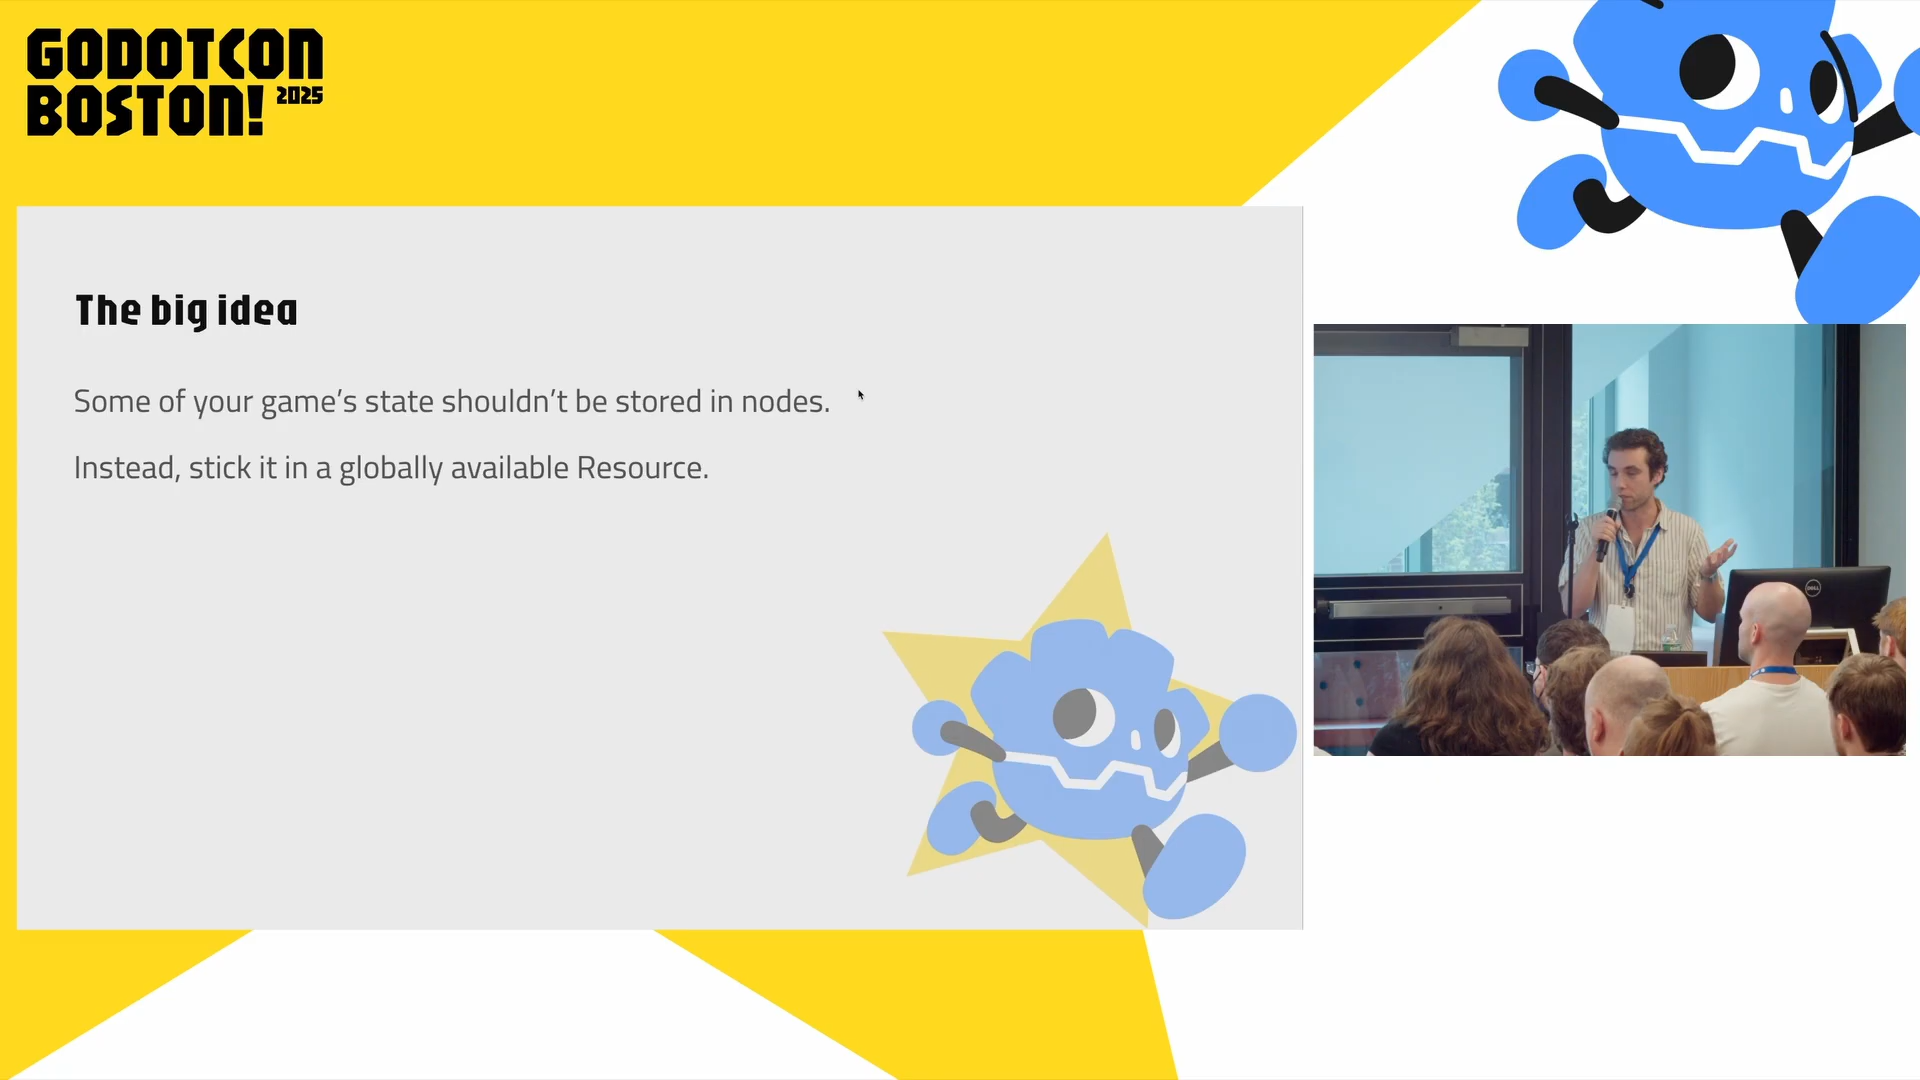 GODOTCON
BOSTON! 2025
The big idea
Some of your game’s state shouldn’t be stored in nodes.
Instead, stick it in a globally available Resource.
DELL